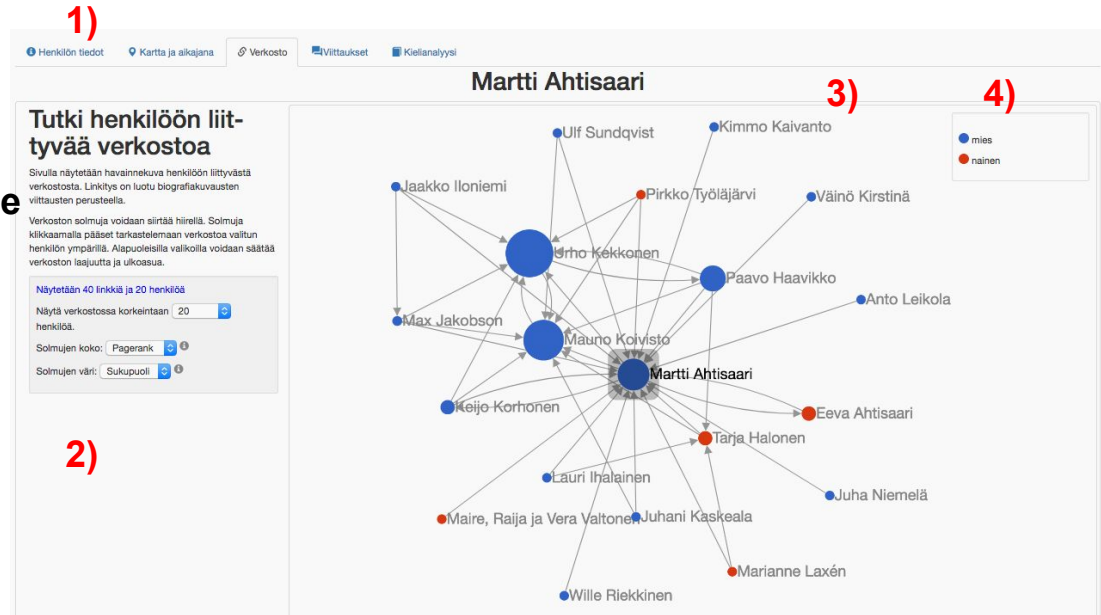 1)
Henkilön tiedot Kartta ja aikajana Verkosto Viittaukset Kielianalyysi
Martti Ahtisaari
3)
4)
Tutki henkilöön liit-
tyvää verkostoa
Sivulla näytetään havainnekuva henkilöön liittyvästä
verkostosta. Linkitys on luotu biografiakuvausten
viittausten perusteella.
e
Verkoston solmuja voidaan siirtää hiirellä. Solmuja
klikkaamalla pääset tarkastelemaan verkostoa valitun
henkilön ympärillä. Alapuoleisilla valikoilla voidaan säätää
verkoston laajuutta ja ulkoasua.
Näytetään 40 linkkiä ja 20 henkilöä
Näytä verkostossa korkeintaan 20
henkilöä.
Solmujen koko: Pagerank
Solmujen väri: Sukupuoli
2)
Ulf Sundqvist
Kimmo Kaivanto
Jaakko Iloniemi
Pirkko Työläjärvi
Väinö Kirstinä
Urho Kekkonen
Paavo Haavikko
Anto Leikola
Max Jakobson
Mauno Koivisto
Martti Ahtisaari
Keijo Korhonen
Eeva Ahtisaari
Tarja Halonen
Lauri Ihalainen
Juha Niemelä
Maire, Raija ja Vera Valtonen
Juhani Kaskeala
Marianne Laxén
Wille Riekkinen
mies
nainen